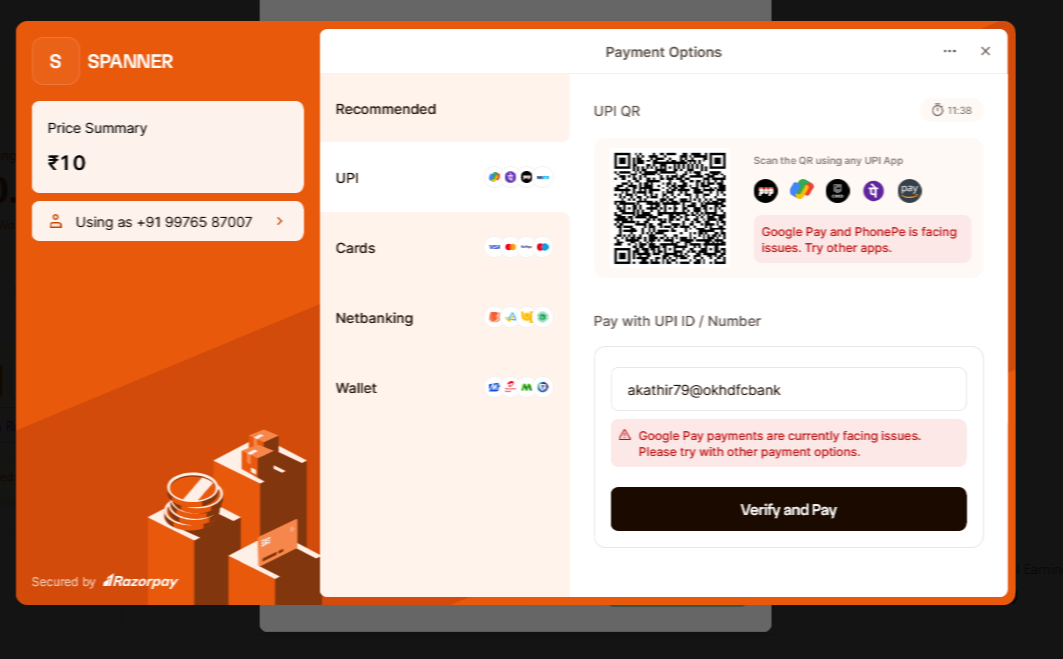 S SPANNER
Price Summary
₹10
Using as +91 99765 87007
Secured by Razorpay
Payment Options
Recommended
UPI
Cards
Netbanking
Wallet
UPI QR
11:38
Scan the QR using any UPI App
pop
pay
Google Pay and PhonePe is facing
issues. Try other apps.
Pay with UPI ID / Number
akathir79@okhdfcbank
Google Pay payments are currently facing issues.
Please try with other payment options.
Verify and Pay
Earnin